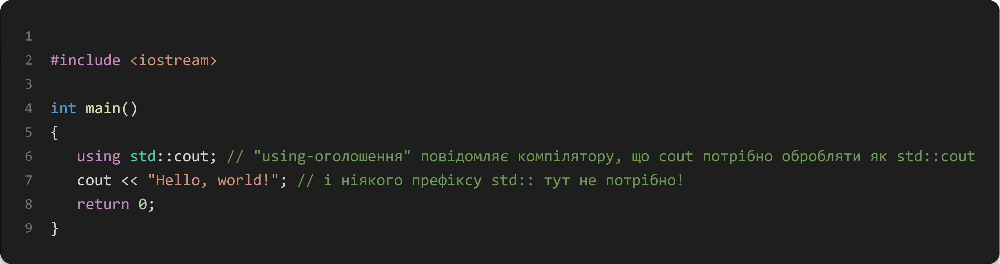 1
2 #include <iostream>
3
4 int main()
5 {
6    using std::cout; // "using-оголошення" повідомляє компілятору, що cout потрібно обробляти як std::cout
7    cout << "Hello, world!"; // і ніякого префіксу std:: тут не потрібно!
8    return 0;
9 }